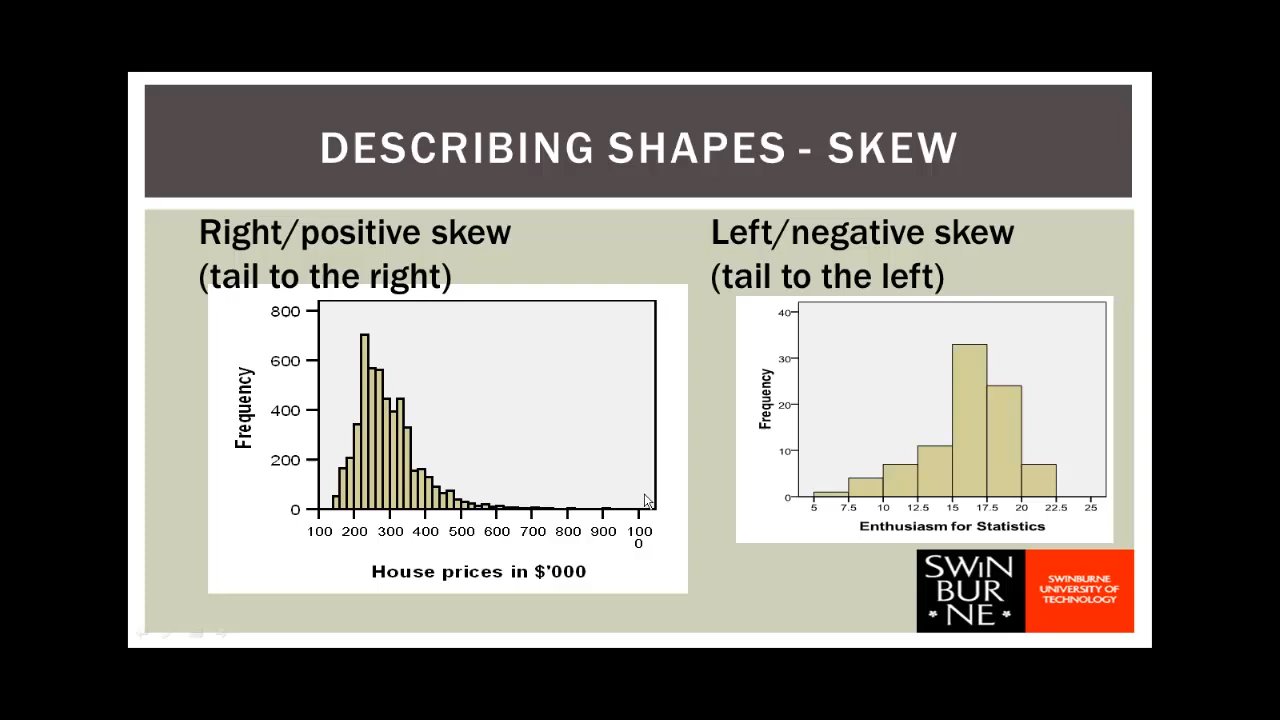 DESCRIBING SHAPES - SKEW
Right/positive skew
(tail to the right)
800
600
400
200
0
Frequency
100 200 300 400 500 600 700 800 900 100
0
House prices in $'000
Left/negative skew
(tail to the left)
40
30
20
10
0
Frequency
5 7.5 10 12.5 15 17.5 20 22.5 25
Enthusiasm for Statistics
SWIN
BUR
* NE *
SWINBURNE
UNIVERSITY OF
TECHNOLOGY